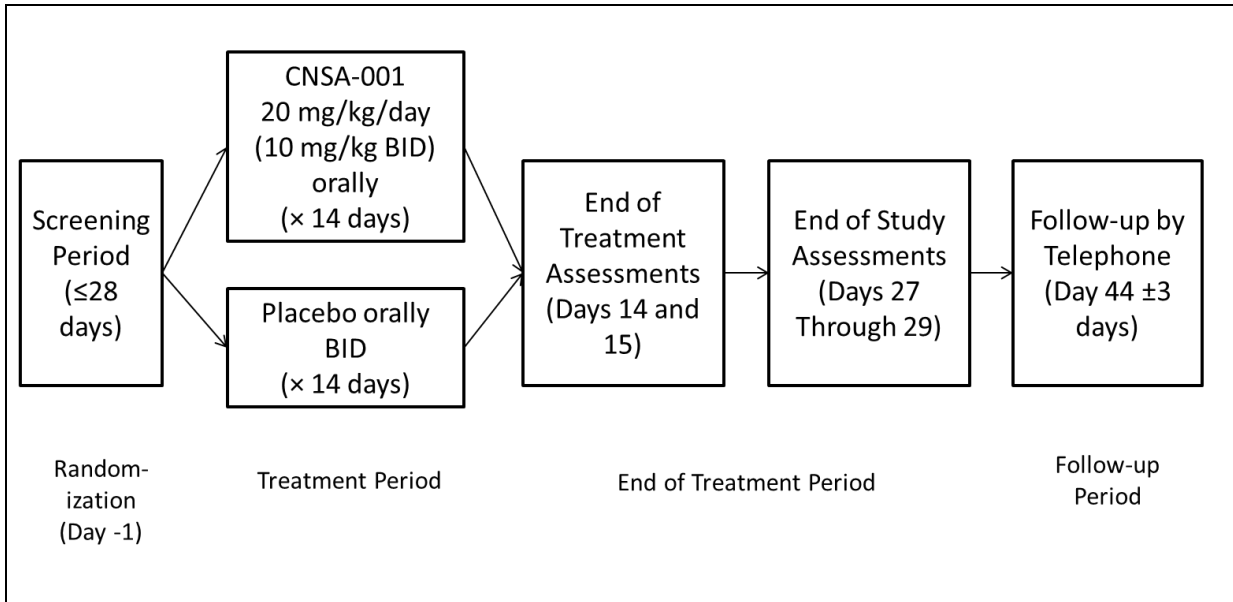 Screening
Period
(≤28
days)
CNSA-001
20 mg/kg/day
(10 mg/kg BID)
orally
(× 14 days)
Placebo orally
BID
(× 14 days)
End of
Treatment
Assessments
(Days 14 and
15)
End of Study
Assessments
(Days 27
Through 29)
Follow-up by
Telephone
(Day 44 ±3
days)
Random-
ization
(Day -1)
Treatment Period
End of Treatment Period
Follow-up
Period